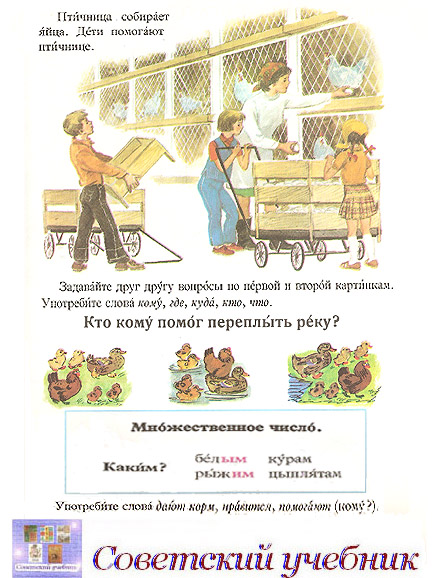 Пти́чница собира́ет
я́йца. Де́ти помога́ют
пти́чнице.
Задава́йте друг дру́гу вопро́сы по пе́рвой и второ́й карти́нкам.
Употреби́те слова́ кому́, где, куда́, кто, что.
Кто кому́ помо́г переплы́ть ре́ку?
Мно́жественное число́.
Каки́м?
бе́лым ку́рам
ры́жим цыпля́там
Употреби́те слова́ даю́т корм, нра́вится, помога́ют (кому́?).
Советский учебник
Советский учебник